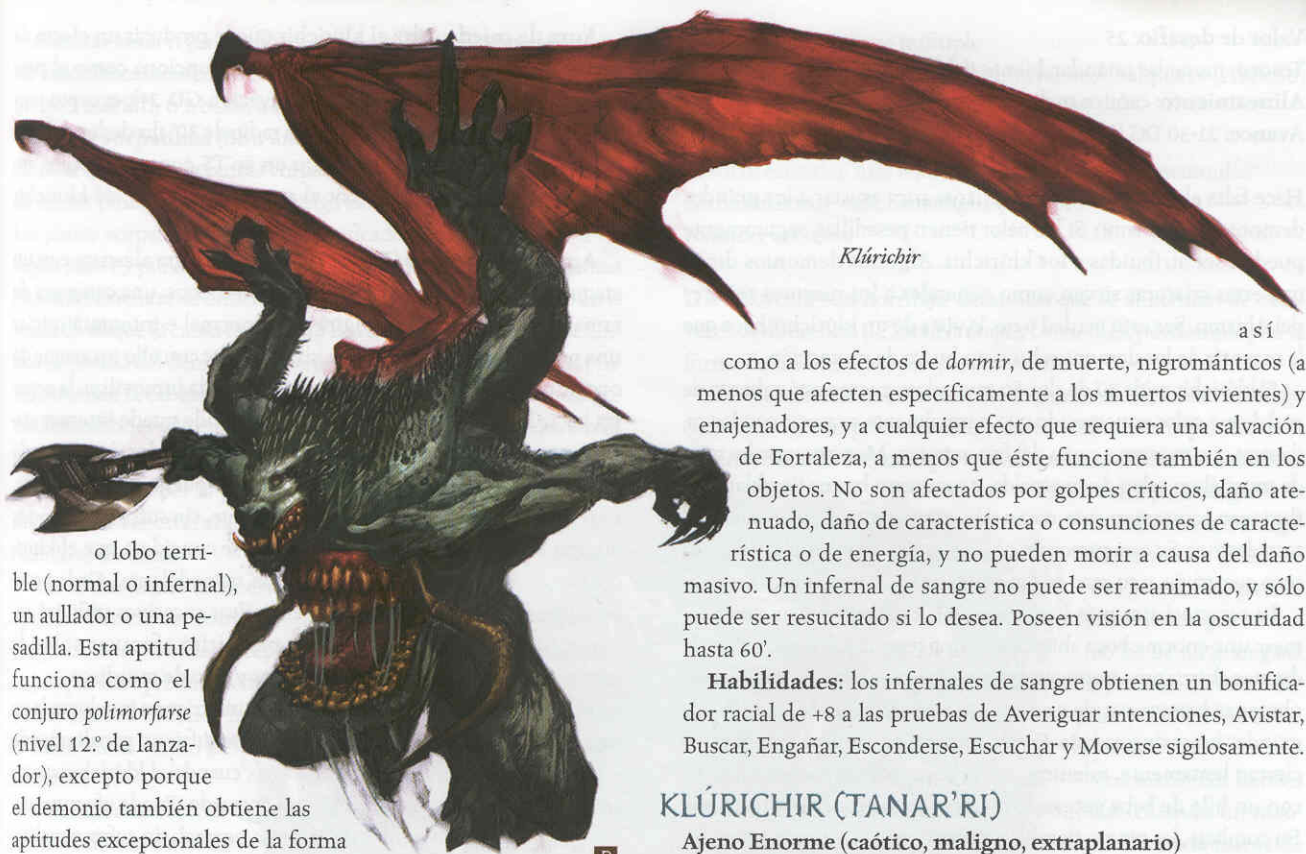 o lobo terri-
ble (normal o infernal),
un aullador o una pe-
sadilla. Esta aptitud
funciona como el
conjuro polimorfarse
(nivel 12.º de lanza-
dor), excepto porque
el demonio también obtiene las
aptitudes excepcionales de la forma
Klúrichir
así
como a los efectos de dormir, de muerte, nigrománticos (a
menos que afecten específicamente a los muertos vivientes) y
enajenadores, y a cualquier efecto que requiera una salvación
de Fortaleza, a menos que éste funcione también en los
objetos. No son afectados por golpes críticos, daño ate-
nuado, daño de característica o consunciones de caracte-
rística o de energía, y no pueden morir a causa del daño
masivo. Un infernal de sangre no puede ser reanimado, y sólo
puede ser resucitado si lo desea. Poseen visión en la oscuridad
hasta 60'.
Habilidades: los infernales de sangre obtienen un bonifica-
dor racial de +8 a las pruebas de Averiguar intenciones, Avistar,
Buscar, Engañar, Esconderse, Escuchar y Moverse sigilosamente.
KLÚRICHIR (TANAR'RI)
Ajeno Enorme (caótico, maligno, extraplanario)